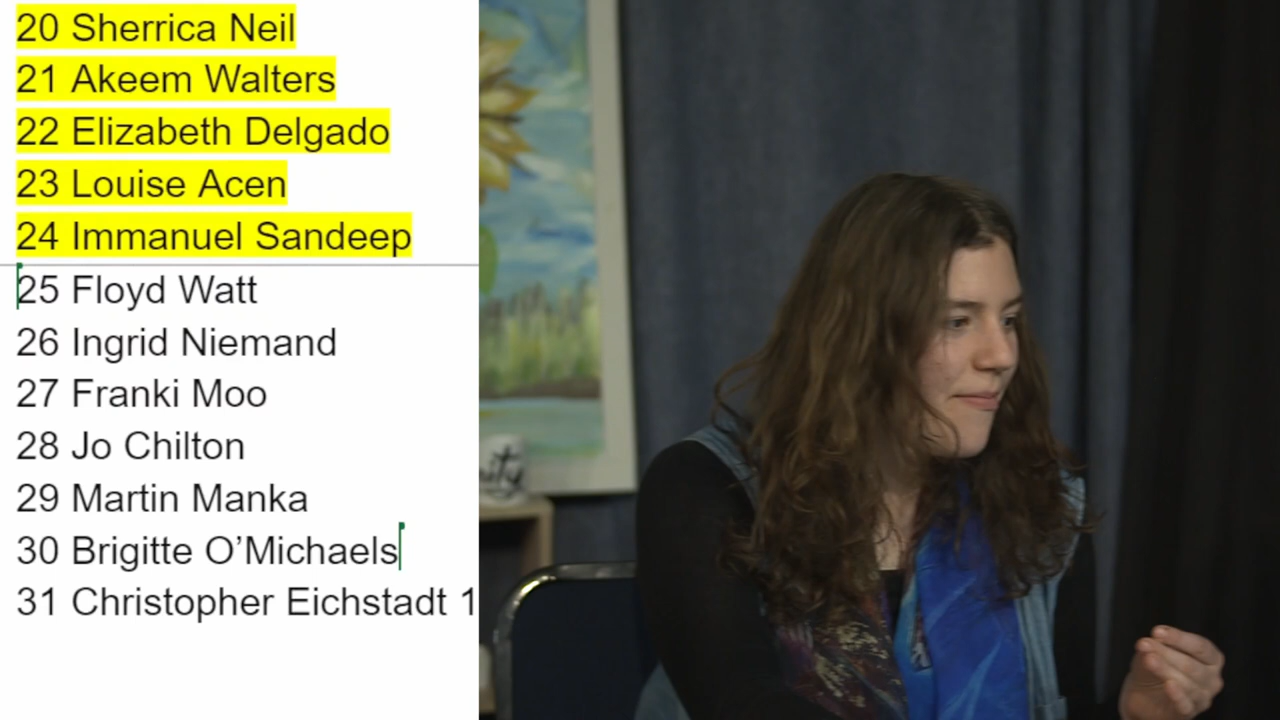 20 Sherrica Neil
21 Akeem Walters
22 Elizabeth Delgado
23 Louise Acen
24 Immanuel Sandeep
25 Floyd Watt
26 Ingrid Niemand
27 Franki Moo
28 Jo Chilton
29 Martin Manka
30 Brigitte O’Michaels
31 Christopher Eichstadt 1